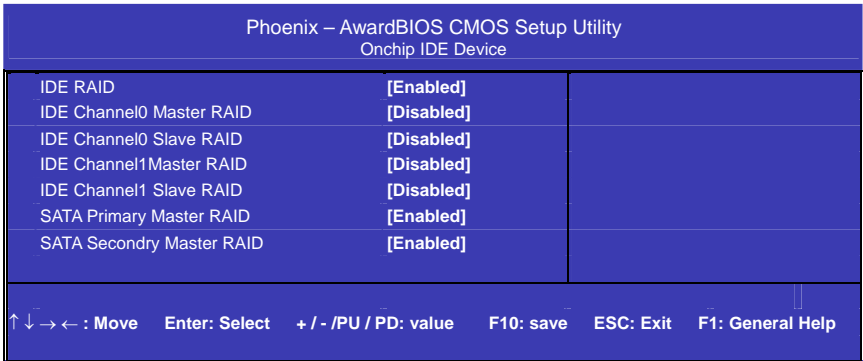 Phoenix – AwardBIOS CMOS Setup Utility
Onchip IDE Device
IDE RAID [Enabled]
IDE Channel0 Master RAID [Disabled]
IDE Channel0 Slave RAID [Disabled]
IDE Channel1Master RAID [Disabled]
IDE Channel1 Slave RAID [Disabled]
SATA Primary Master RAID [Enabled]
SATA Secondry Master RAID [Enabled]
↑↓→← : Move Enter: Select + / - /PU / PD: value F10: save ESC: Exit F1: General Help